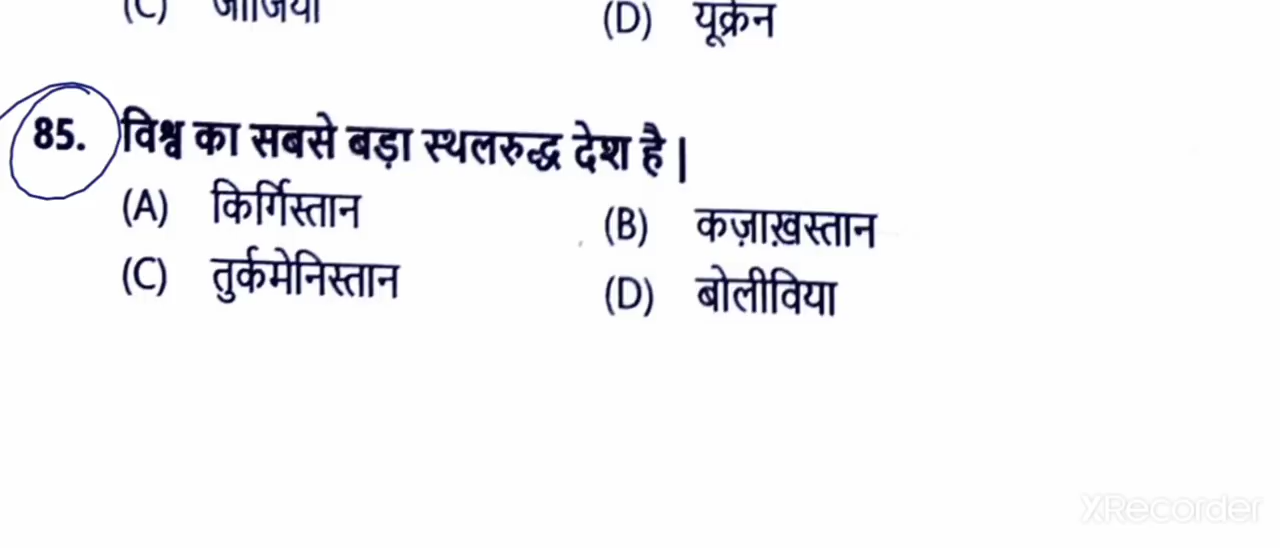 (C) जॉर्जिया (D) यूक्रेन
85. विश्व का सबसे बड़ा स्थलरुद्ध देश है |
(A) किर्गिस्तान (B) कज़ाख़स्तान
(C) तुर्कमेनिस्तान (D) बोलीविया
XRecorder